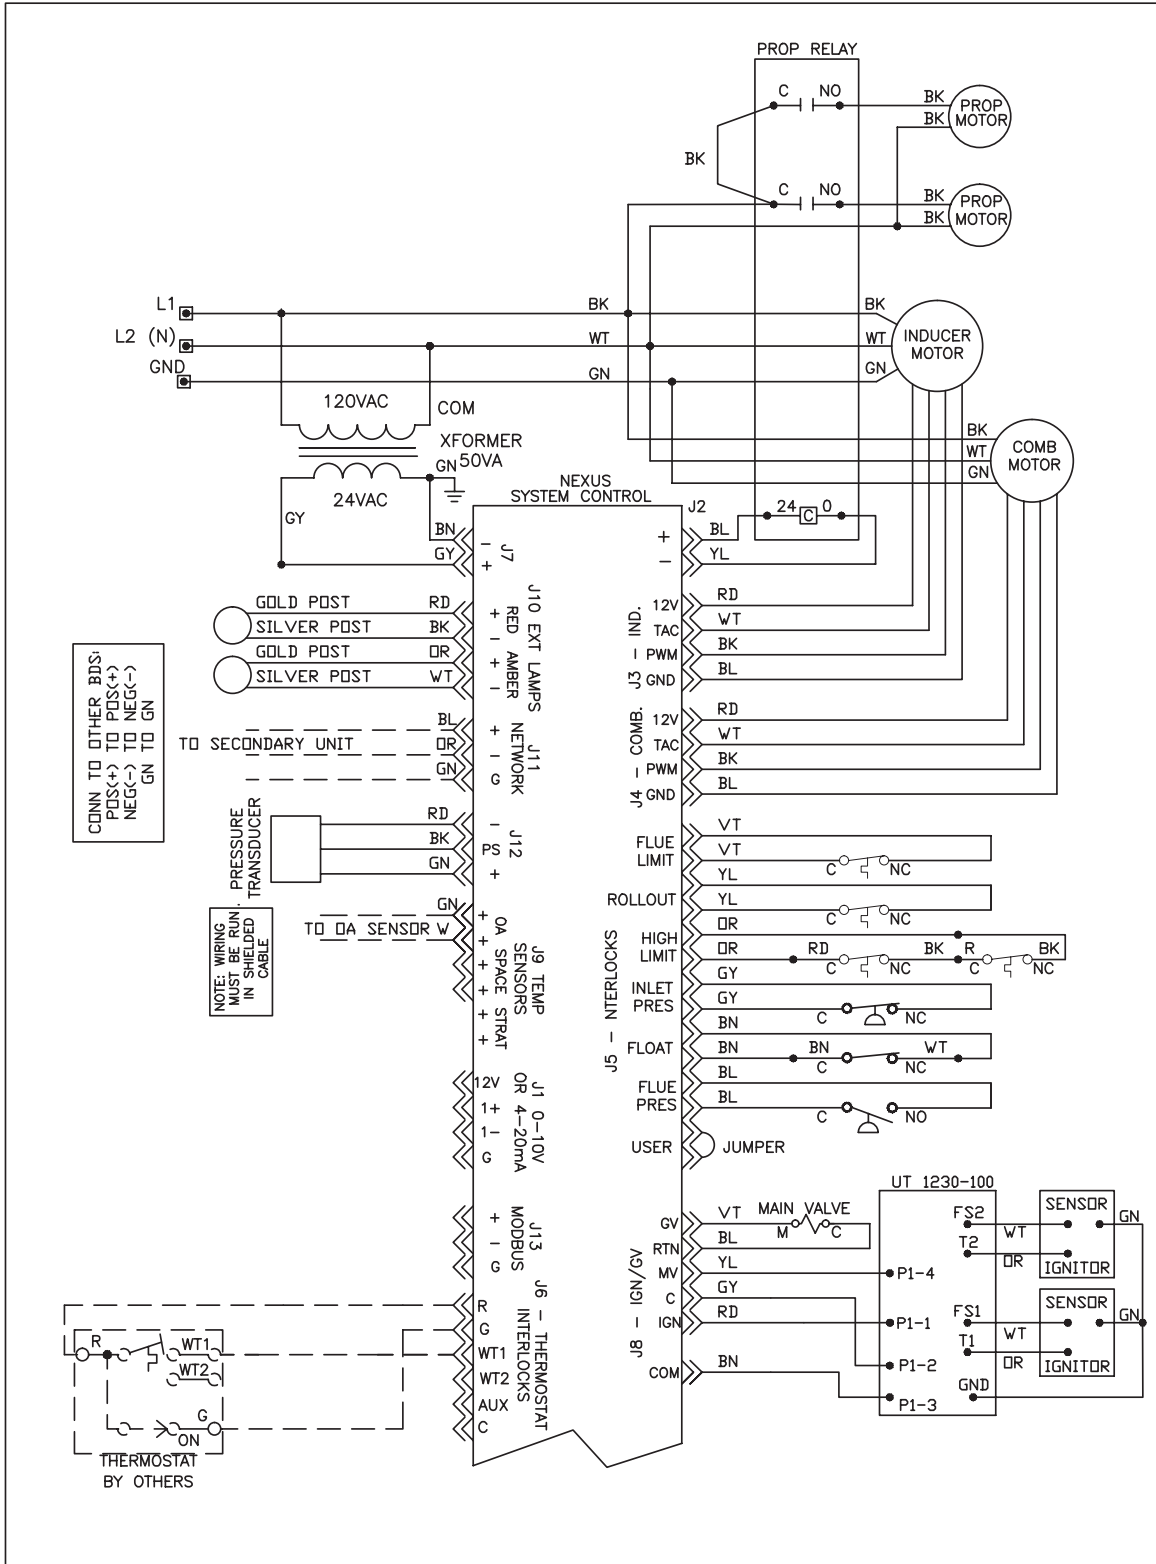 PROP RELAY
C NO BK PROP
BK MOTOR
BK
C NO BK PROP
BK MOTOR
L1 BK BK
L2 (N) WT WT INDUCER
MOTOR
GND GN GN
120VAC COM
XFORMER
50VA
GN
24VAC
GY
BK COMB
WT MOTOR
GN
NEXUS
SYSTEM CONTROL
J2
24 C 0
BN -
GY +
J7
+ BL
- YL
GOLD POST RD +
SILVER POST BK -
GOLD POST OR +
SILVER POST WT -
J10 EXT LAMPS
RED AMBER
12V RD
TAC WT
PWM BK
GND BL
J3 - IND.
12V RD
TAC WT
PWM BK
GND BL
J4 - COMB.
CONN TO OTHER BDS:
POS(+) TO POS(+)
NEG(-) TO NEG(-)
GN TO GN
BL +
TO SECONDARY UNIT OR -
GN G
J11
NETWORK
PRESSURE
TRANSDUCER
RD -
BK PS
GN +
J12
NOTE: WIRING
MUST BE RUN
IN SHIELDED
CABLE
GN +
TO OA SENSOR W +
+
+
+
+
J9 TEMP
SENSORS
OA SPACE STRAT
J5 - NTERLOCKS
FLUE VT
LIMIT VT C NC
ROLLOUT YL
YL C NC
HIGH OR
LIMIT OR RD C NC BK R C NC BK
INLET GY
PRES GY C NC
FLOAT BN
BN BN C NC WT
FLUE BL
PRES BL C NO
USER JUMPER
12V
1+
1-
G
J1 0-10V
OR 4-20mA
+
-
G
J13
MODBUS
J8 - IGN/GV
GV VT MAIN VALVE
M C
RTN BL
MV YL P1-4
C GY
IGN RD P1-1
P1-2
COM BN P1-3
UT 1230-100
FS2 WT SENSOR GN
T2 OR IGNITOR
FS1 WT SENSOR GN
T1 OR IGNITOR
GND
R
G
WT1
WT2
AUX
C
J6 - THERMOSTAT
INTERLOCKS
R WT1
WT2
G
ON
THERMOSTAT
BY OTHERS